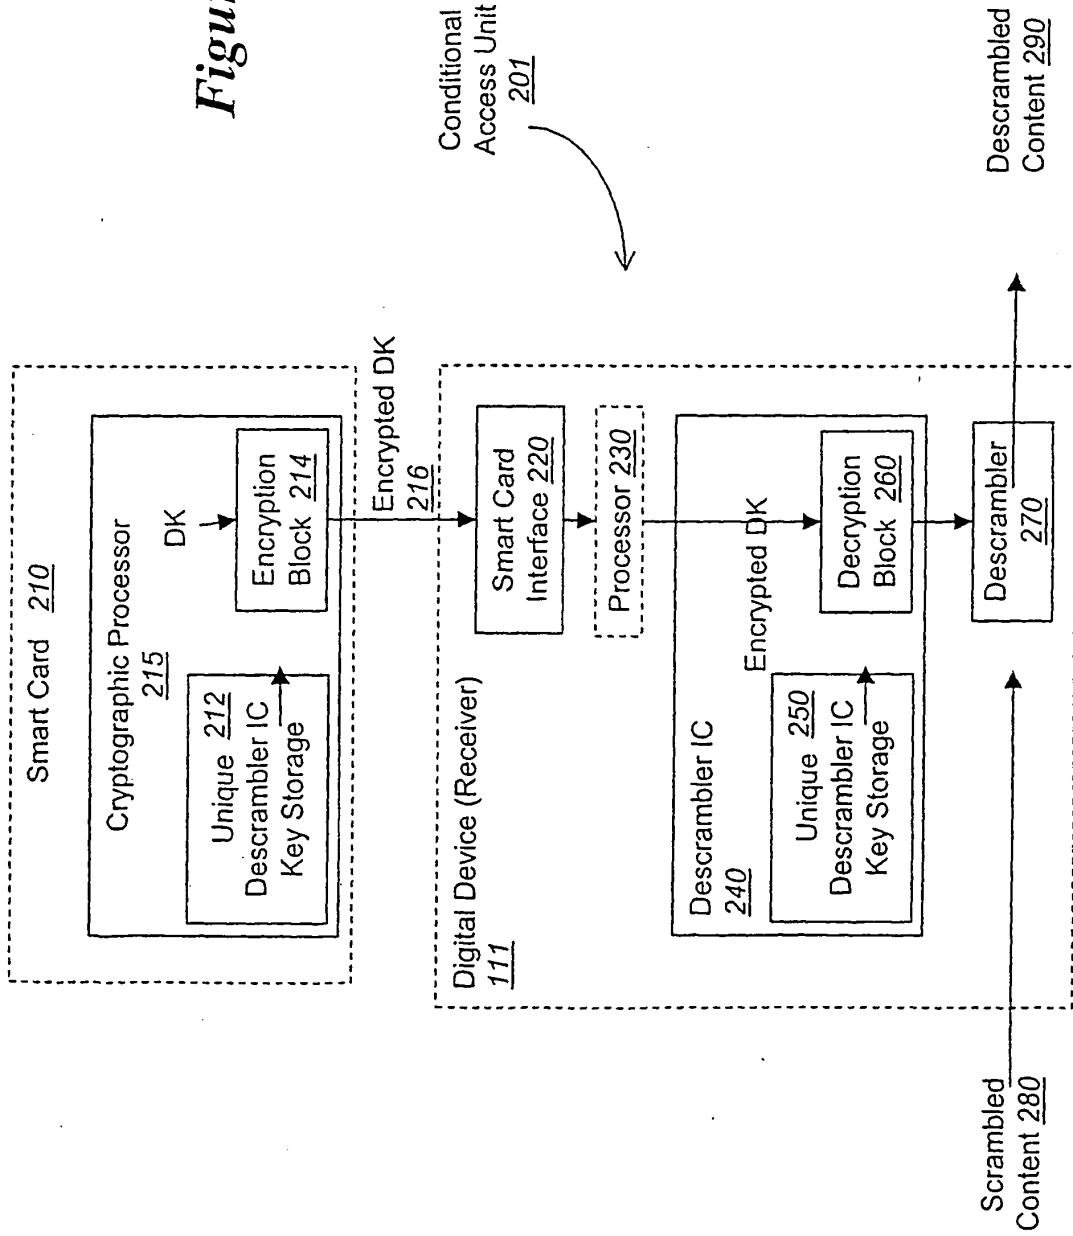 Figur
Conditional
Access Unit
201
Smart Card 210
Cryptographic Processor
215
DK
Unique 212
Descrambler IC
Key Storage
Encryption
Block 214
Encrypted DK
216
Digital Device (Receiver)
111
Smart Card
Interface 220
Processor 230
Descrambler IC
240
Encrypted DK
Unique 250
Descrambler IC
Key Storage
Decryption
Block 260
Descrambler
270
Scrambled
Content 280
Descrambled
Content 290